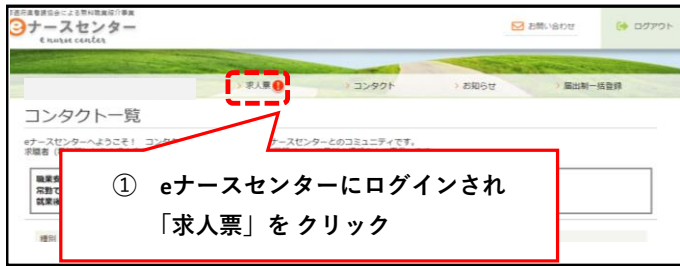 府県看護協会による無料職業紹介事業
eナースセンター
e nurse center
お問い合わせ
ログアウト
求人票
コンタクト
お知らせ
届出制一括登録
コンタクト一覧
eナースセンターへようこそ！ コンタク
ナースセンターとのコミュニティです。
求職者
常勤で
就業
種別
① eナースセンターにログインされ
「求人票」を クリック